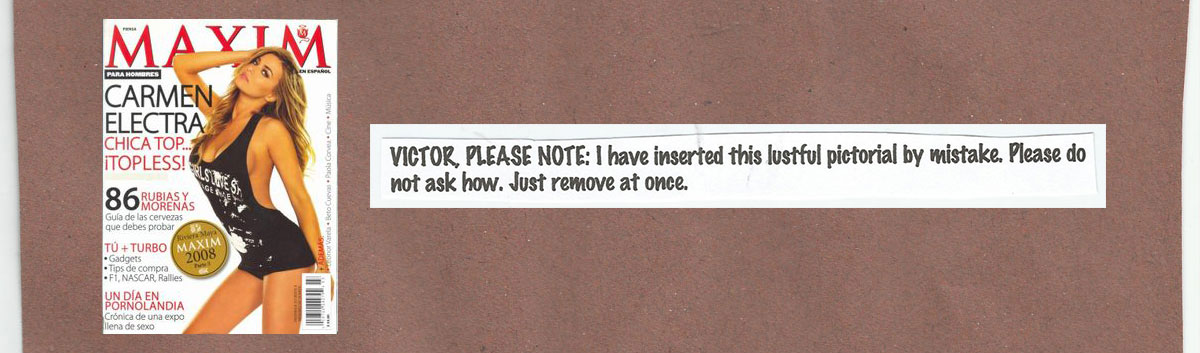 MAXIM
EN ESPAÑOL
PARA HOMBRES
CARMEN
ELECTRA
CHICA TOP...
¡TOPLESS!
86 RUBIAS Y
MORENAS
Guía de las cervezas
que debes probar
Riviera Maya
MAXIM
2008
TÚ + TURBO
• Gadgets
• Tips de compra
• F1, NASCAR, Rallies
UN DÍA EN
PORNOLANDIA
Crónica de una expo
llena de sexo
ADEMÁS
Leonor Varela • Beto Cuevas • Paola • Cine • Música
VICTOR, PLEASE NOTE: I have inserted this lustful pictorial by mistake. Please do
not ask how. Just remove at once.